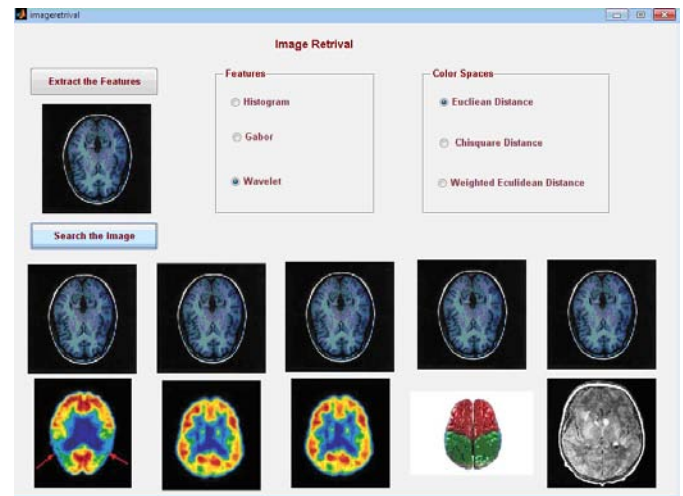 imageretrival
Image Retrival
Extract the Features
Features
Histogram
Gabor
Wavelet
Color Spaces
Eucliean Distance
Chisquare Distance
Weighted Eculidean Distance
Search the Image